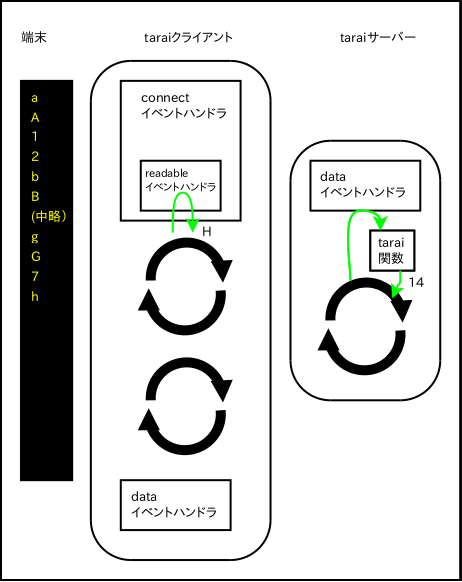 端末
taraiクライアント
taraiサーバー
a
A
1
2
b
B
(中略)
g
G
7
h
connect
イベントハンドラ
readable
イベントハンドラ
H
data
イベントハンドラ
data
イベントハンドラ
tarai
関数
14